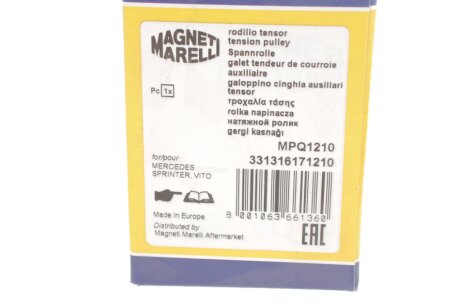 MAGNETI
MARELLI
rodillo tensor
tension pulley
Spannrolle
galet tendeur de courroie
auxiliaire
galoppino cinghia ausiliari
tensor
τροχαλία τάσης
rolka napinacza
натяжной ролик
gergi kasnağı
Pc 1x
MPQ1210
331316171210
for/pour
MERCEDES
SPRINTER, VITO
Made in Europe
Distributed by
Magneti Marelli Aftermarket
8 001063 661360
EAC